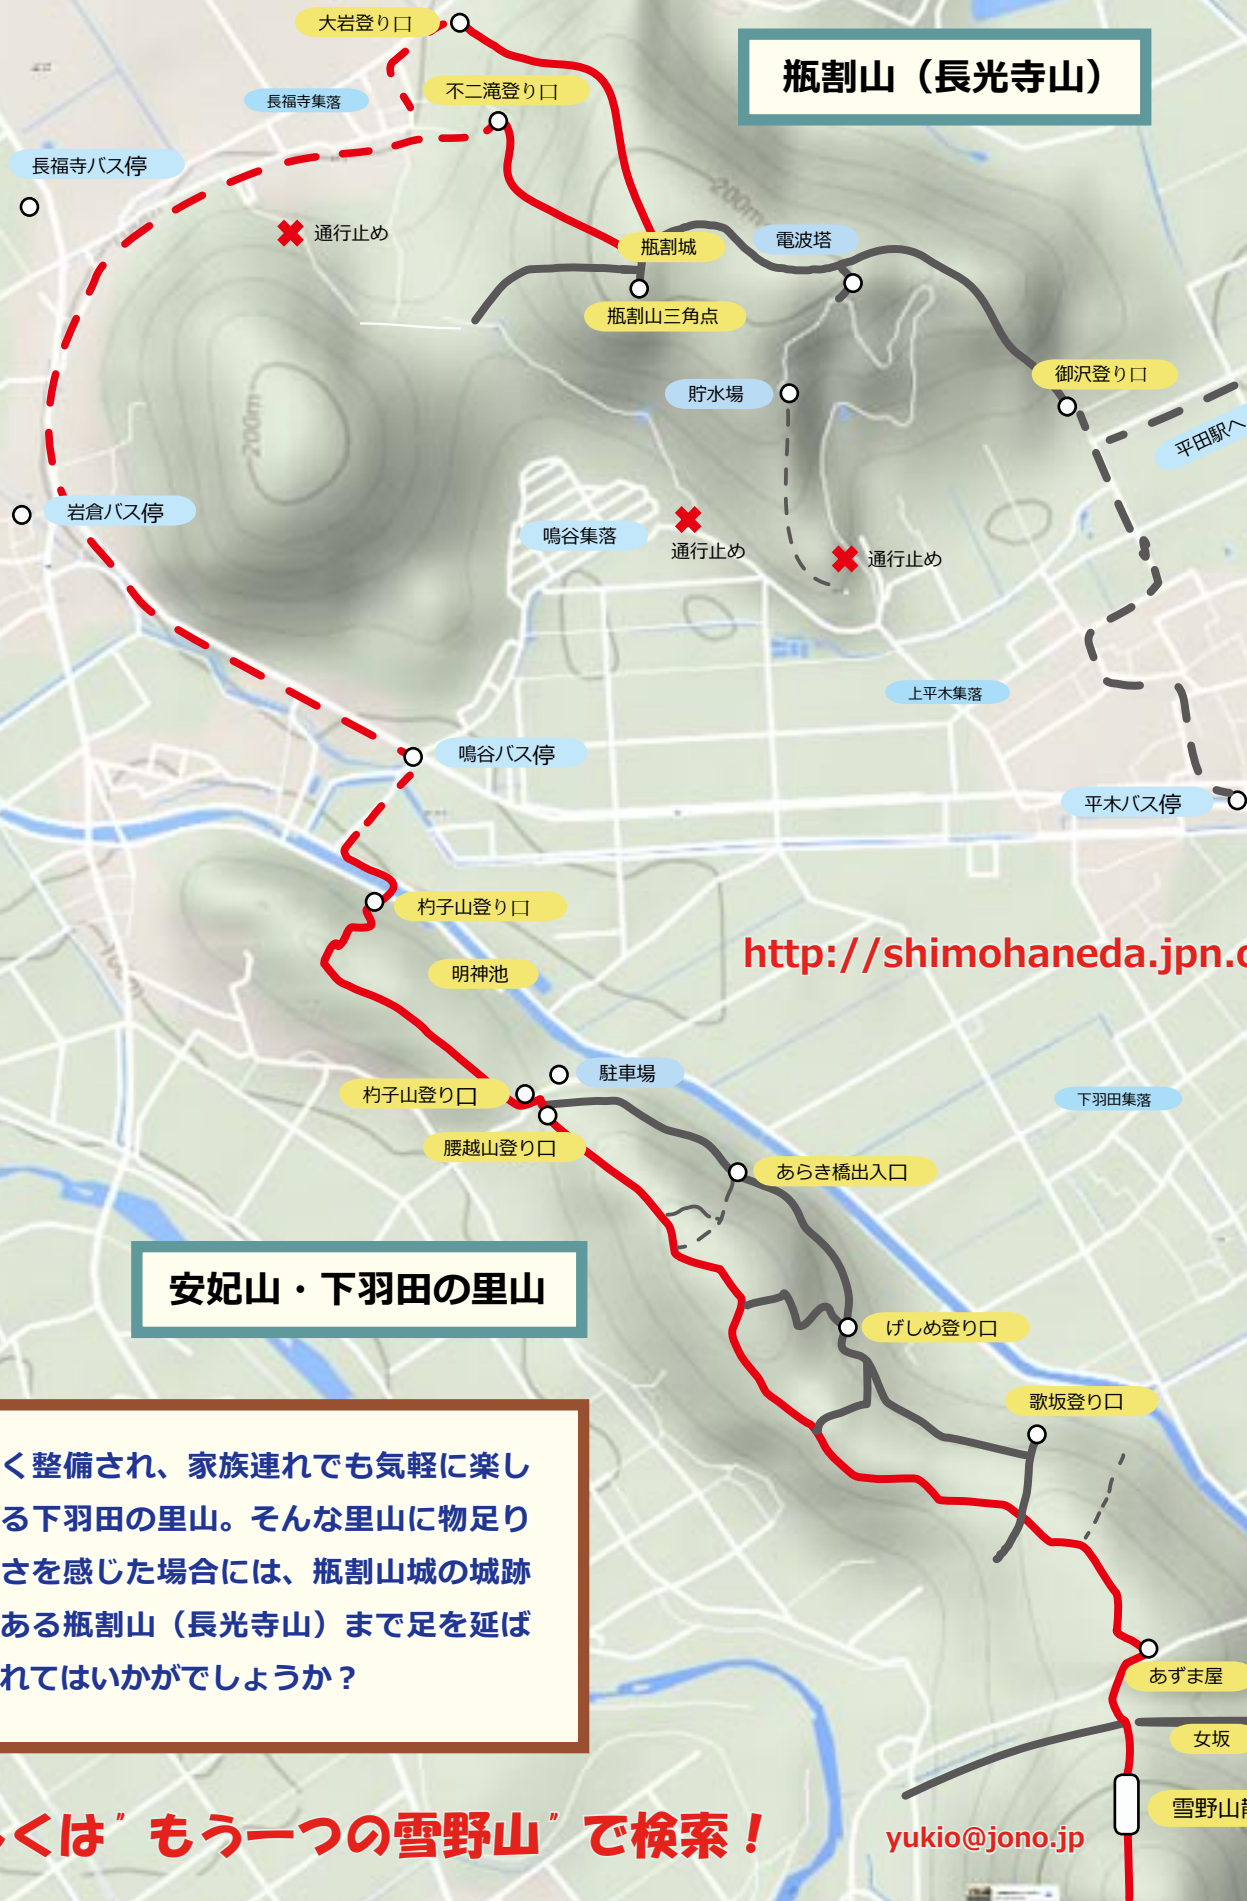 大岩登り口
瓶割山（長光寺山）
長福寺集落
不二滝登り口
長福寺バス停
200m
通行止め
瓶割城
電波塔
瓶割山三角点
御沢登り口
貯水場
平田駅へ
200m
岩倉バス停
鳴谷集落
通行止め
通行止め
上平木集落
鳴谷バス停
平木バス停
杓子山登り口
http://shimohaneda.jpn.o
明神池
100m
駐車場
杓子山登り口
下羽田集落
腰越山登り口
あらき橋出入口
安妃山・下羽田の里山
げしめ登り口
歌坂登り口
く整備され、家族連れでも気軽に楽し
る下羽田の里山。そんな里山に物足り
さを感じた場合には、瓶割山城の城跡
ある瓶割山（長光寺山）まで足を延ば
れてはいかがでしょうか？
あずま屋
女坂
雪野山
くは〝もう一つの雪野山〟で検索！
yukio@jono.jp